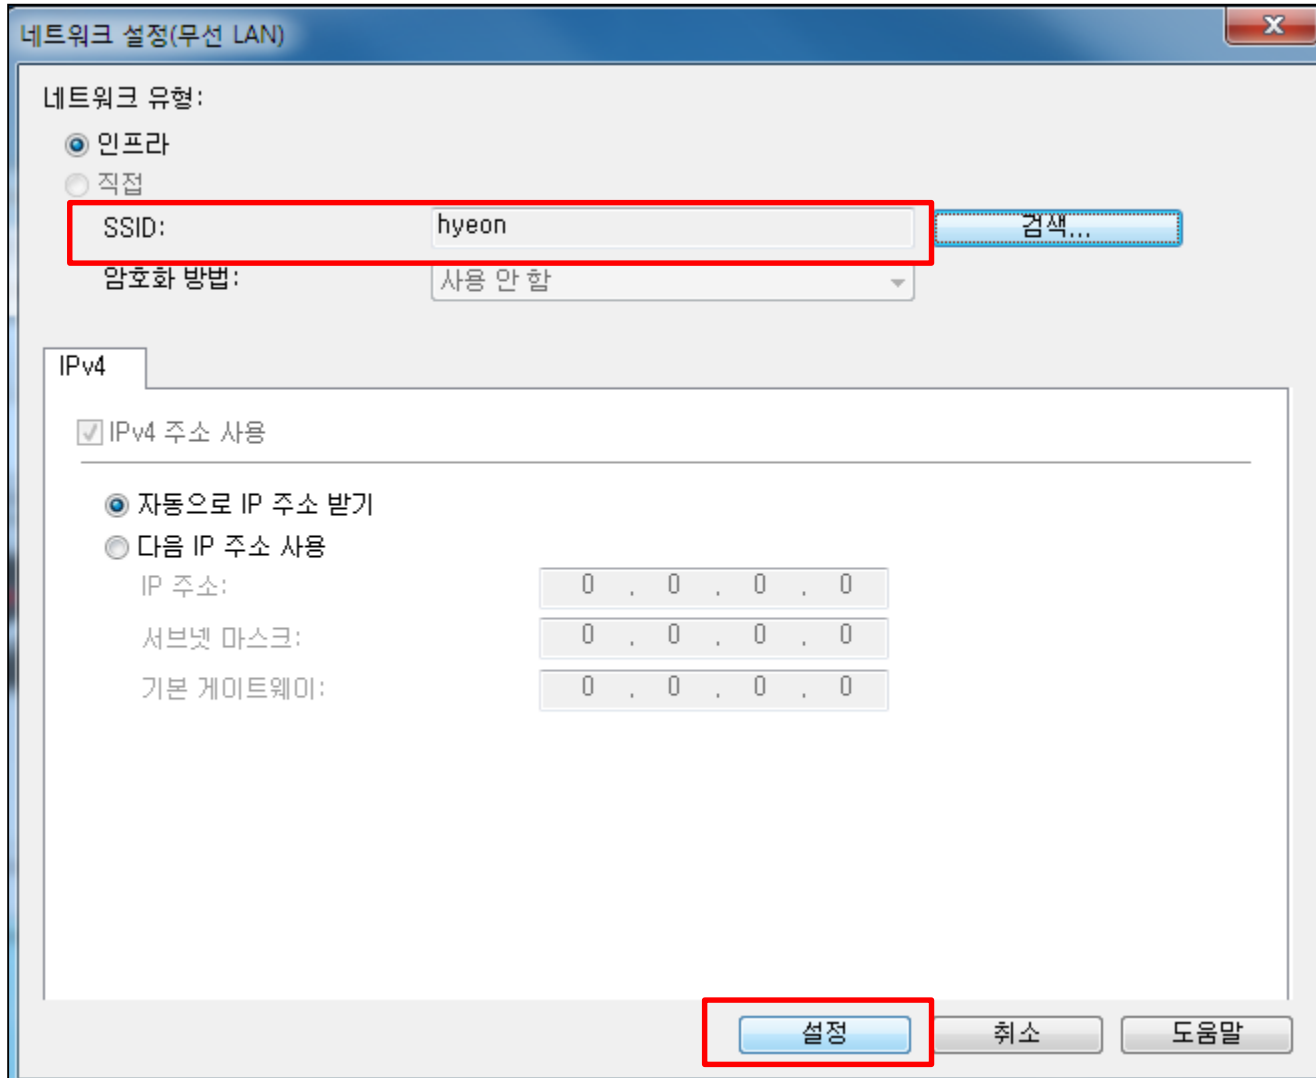 네트워크 설정(무선 LAN)
네트워크 유형:
인프라
직접
SSID: hyeon 검색...
암호화 방법: 사용 안 함
IPv4
IPv4 주소 사용
자동으로 IP 주소 받기
다음 IP 주소 사용
IP 주소: 0 . 0 . 0 . 0
서브넷 마스크: 0 . 0 . 0 . 0
기본 게이트웨이: 0 . 0 . 0 . 0
설정 취소 도움말